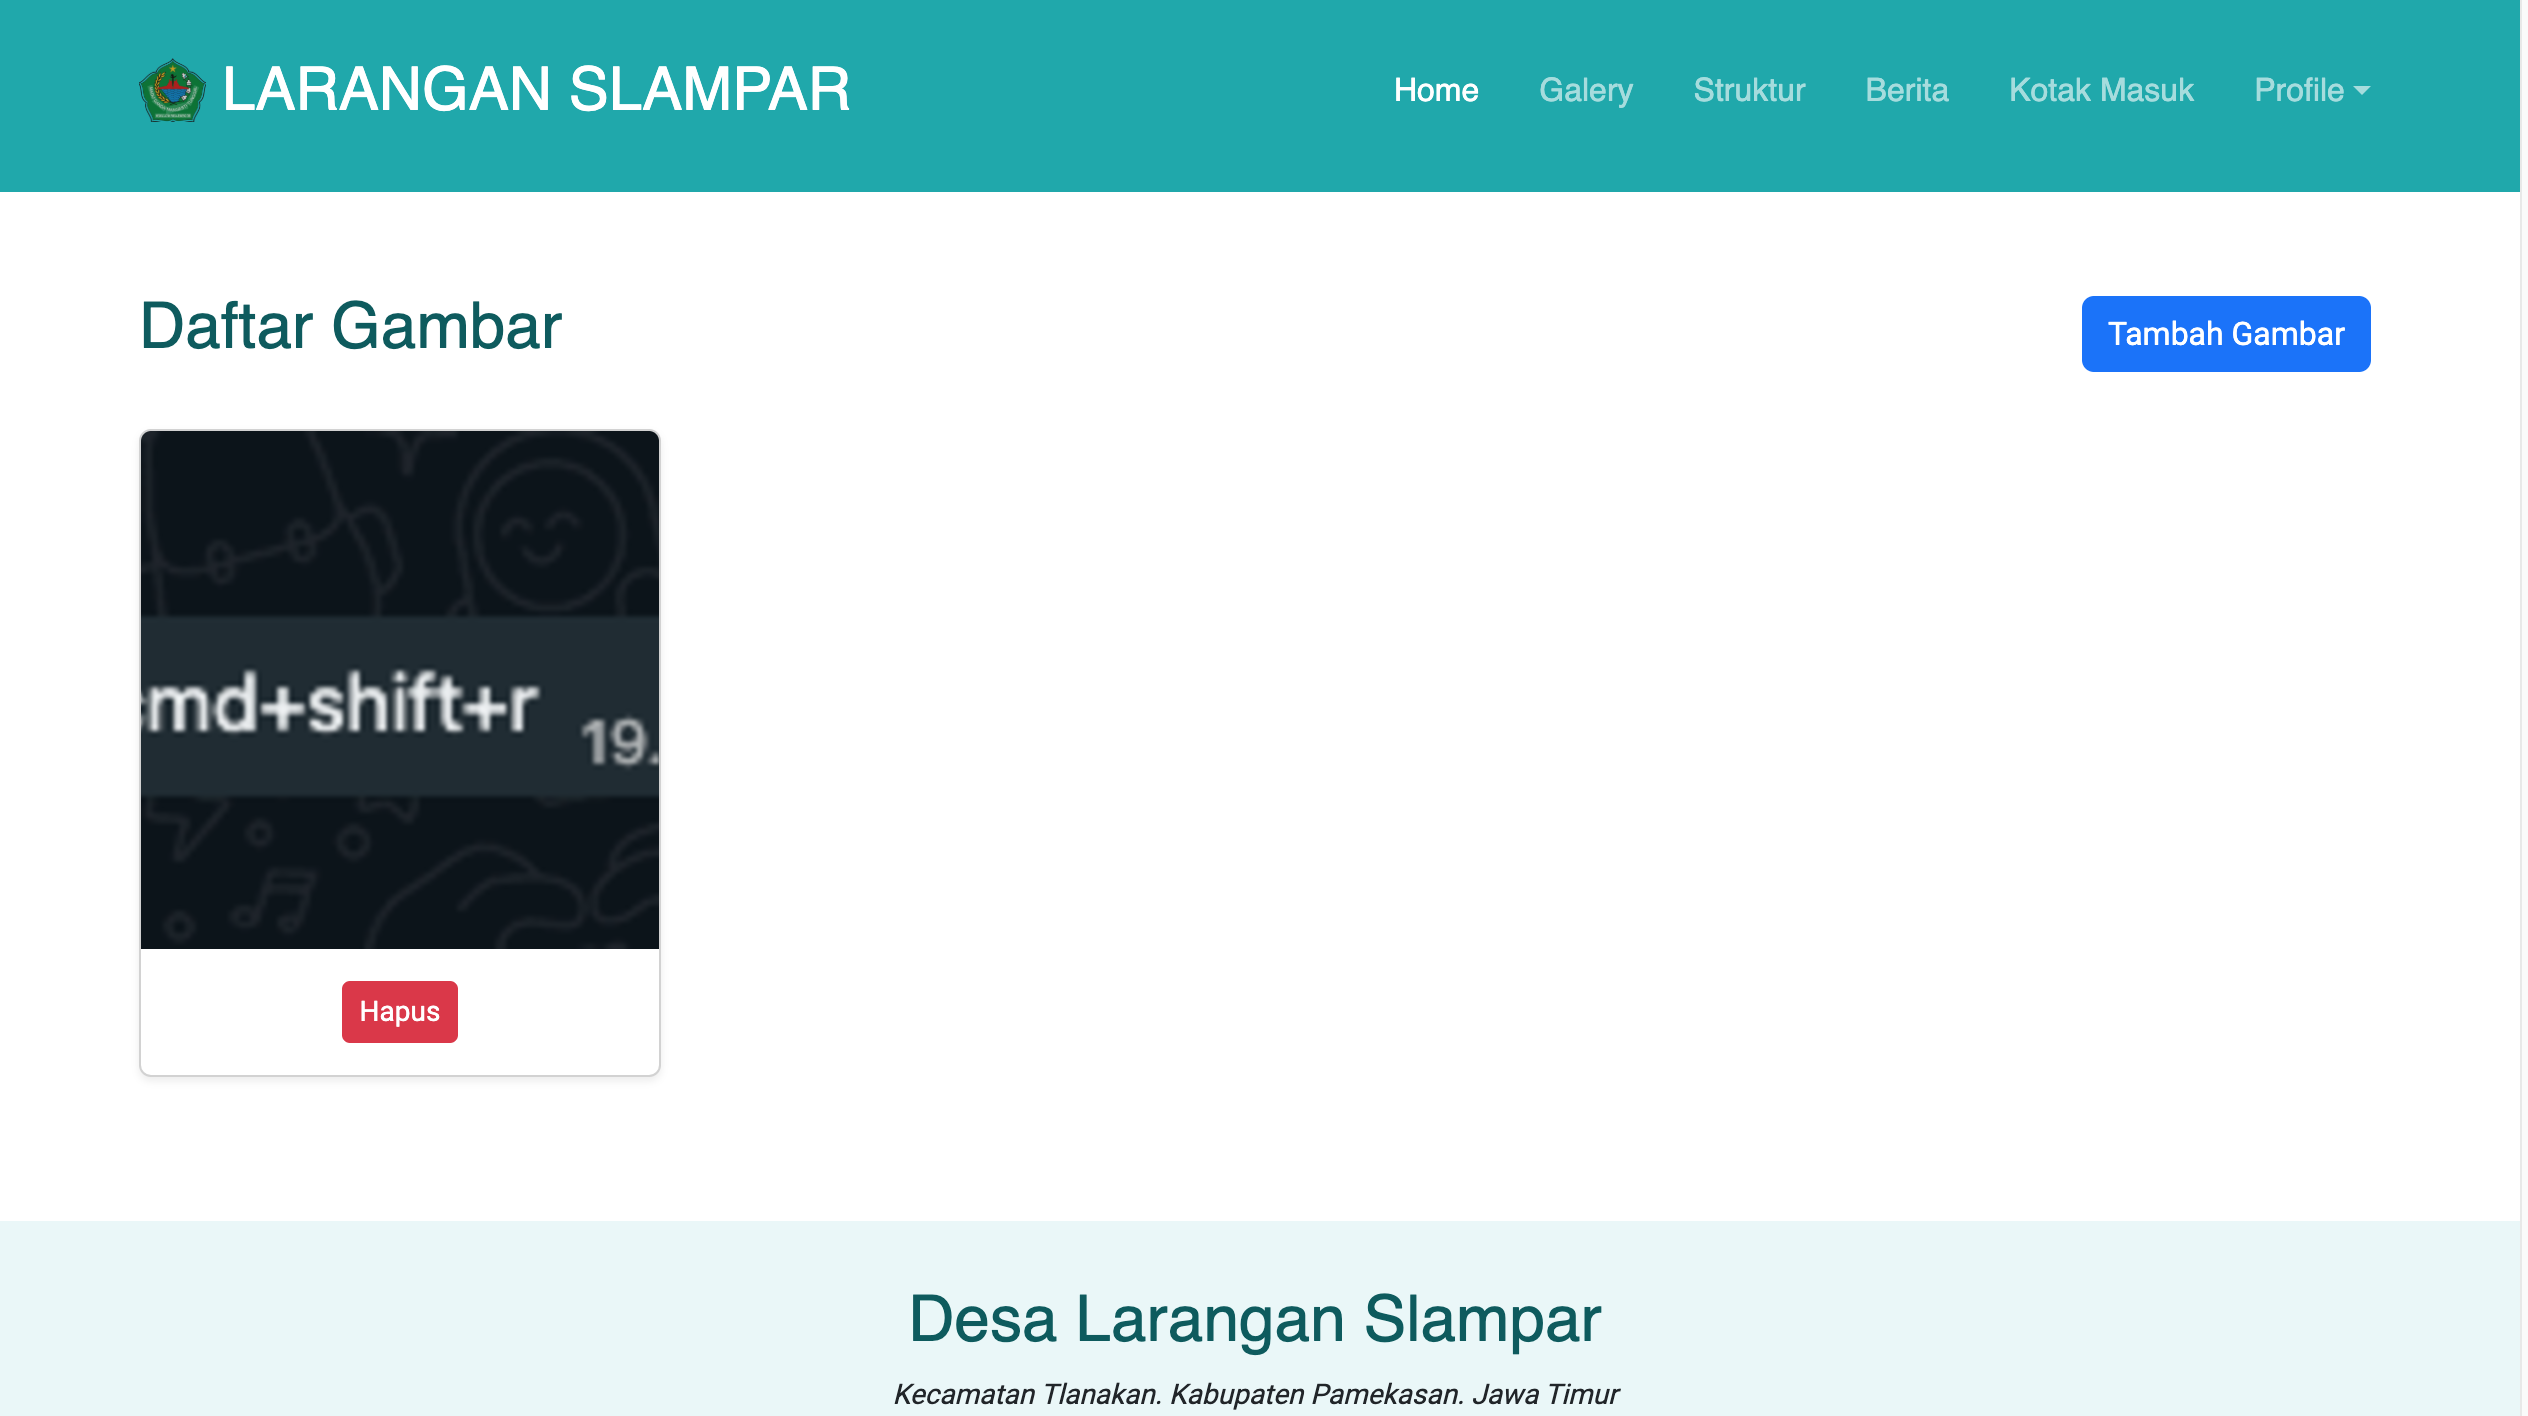 LARANGAN SLAMPAR
Home Galery Struktur Berita Kotak Masuk Profile
Daftar Gambar
Tambah Gambar
cmd+shift+r
19.
Hapus
Desa Larangan Slampar
Kecamatan Tlanakan. Kabupaten Pamekasan. Jawa Timur